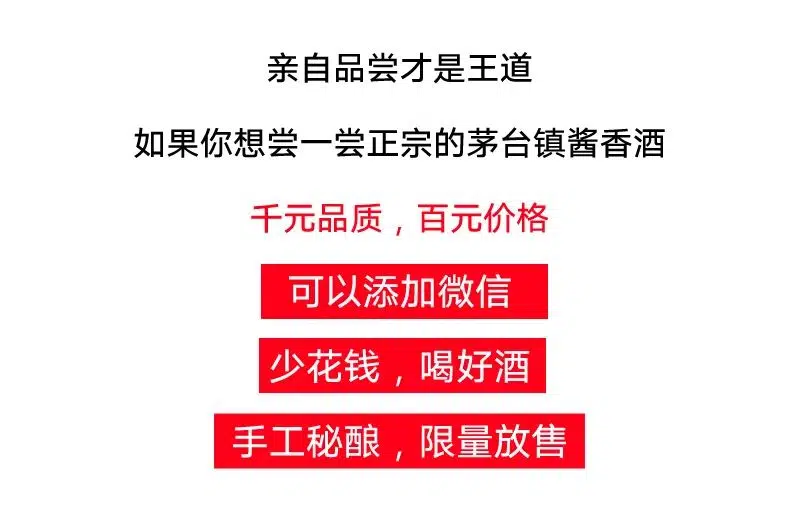 亲自品尝才是王道
如果你想尝一尝正宗的茅台镇酱香酒
千元品质，百元价格
可以添加微信
少花钱，喝好酒
手工秘酿，限量放售